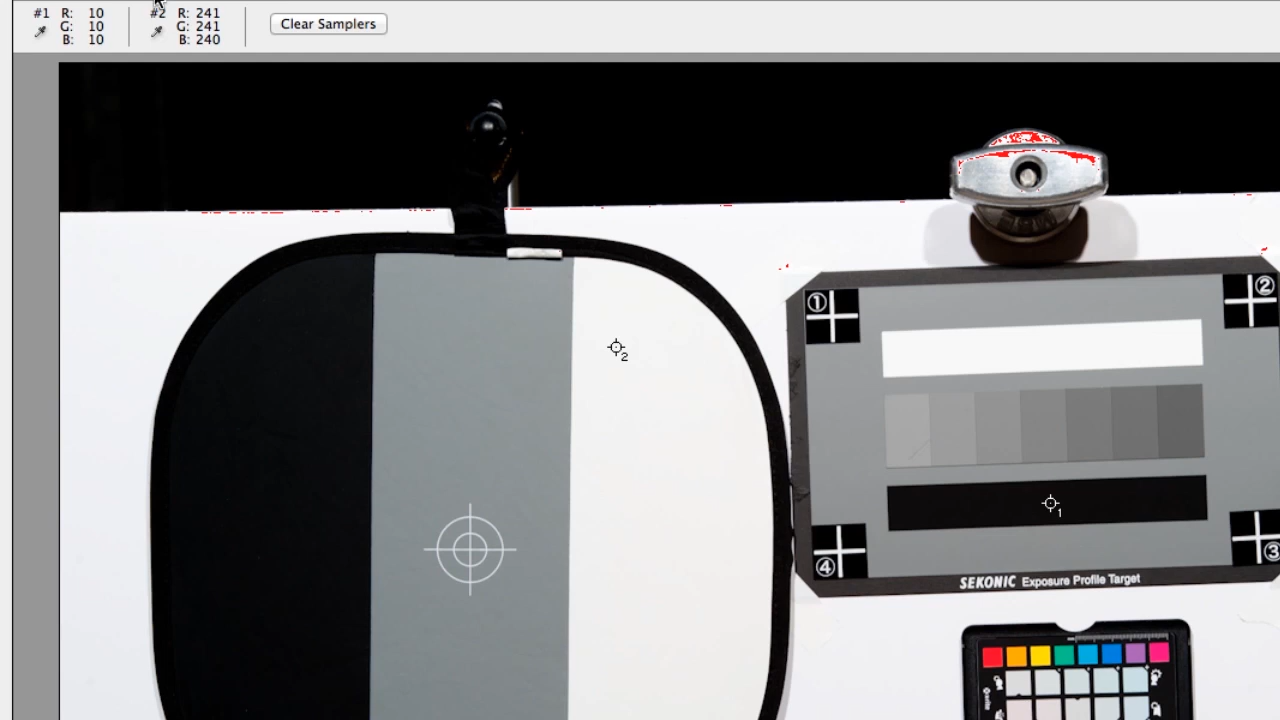 #1 R: 10 #2 R: 241 Clear Samplers
G: 10 G: 241
B: 10 B: 240
① ②
2
1
④ ③
SEKONIC Exposure Profile Target